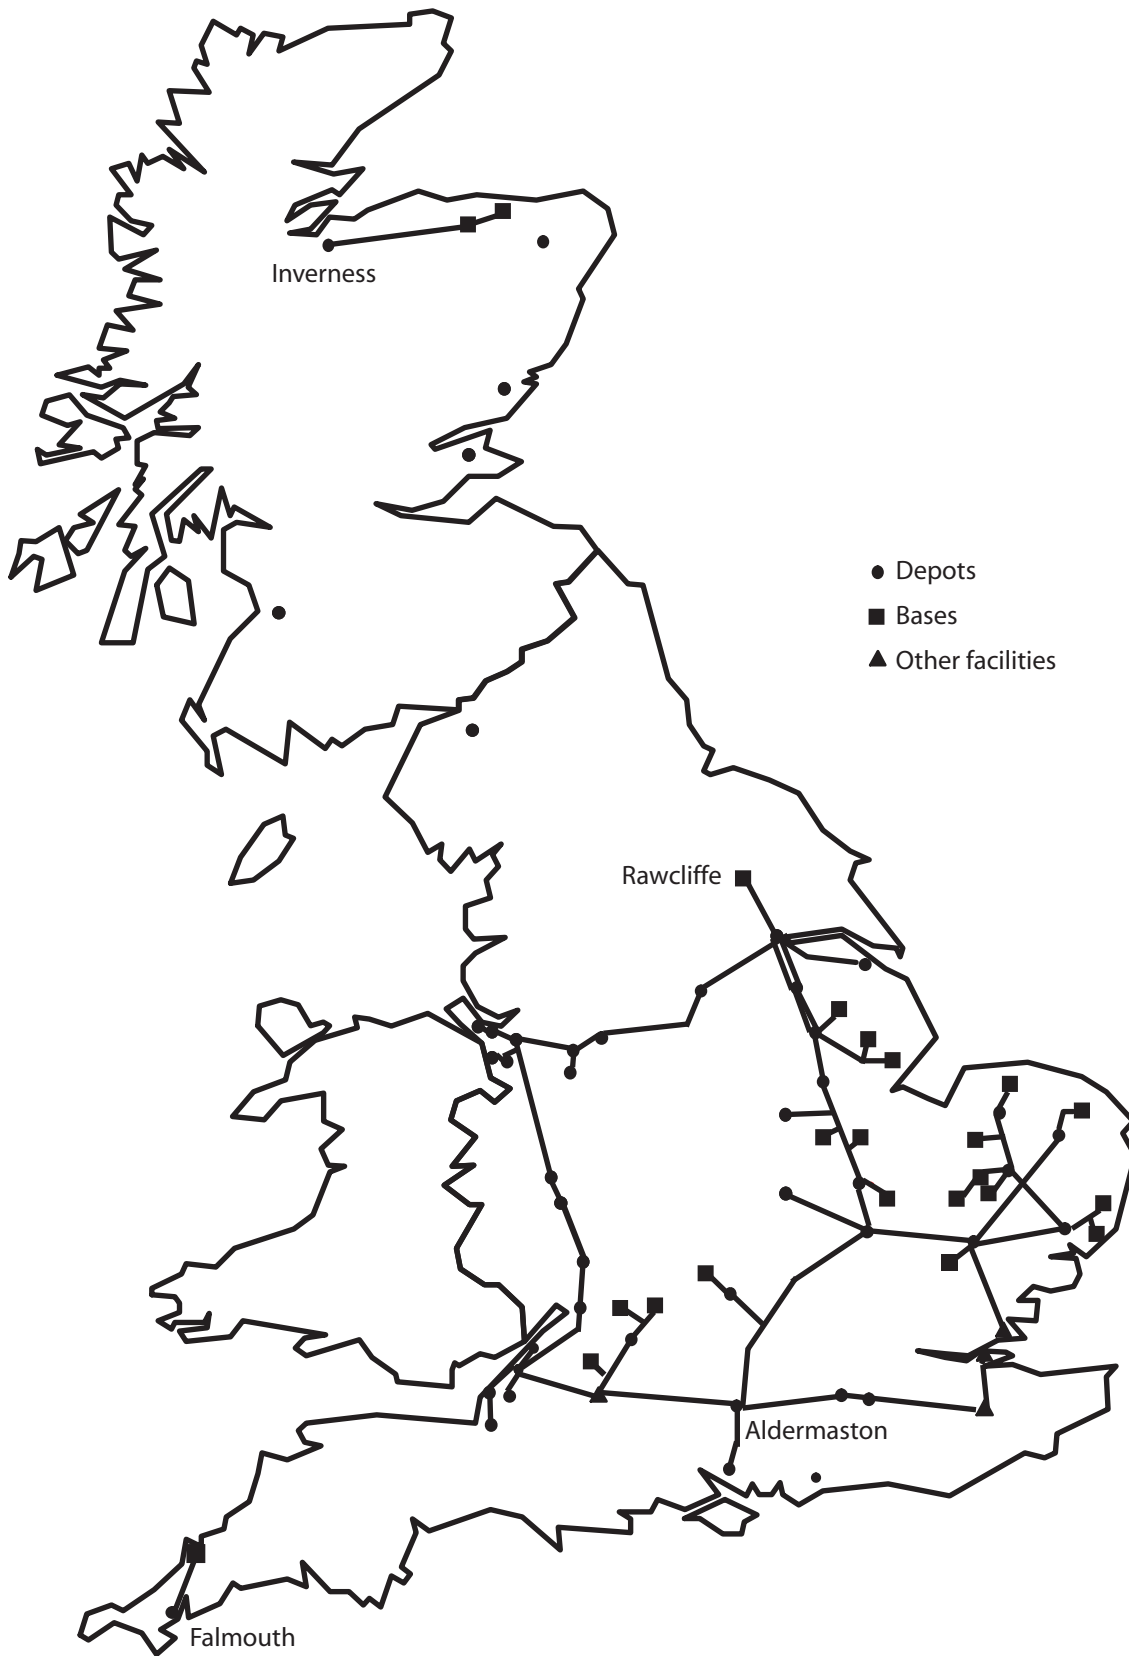 Inverness
Depots
Bases
Other facilities
Rawcliffe
Aldermaston
Falmouth